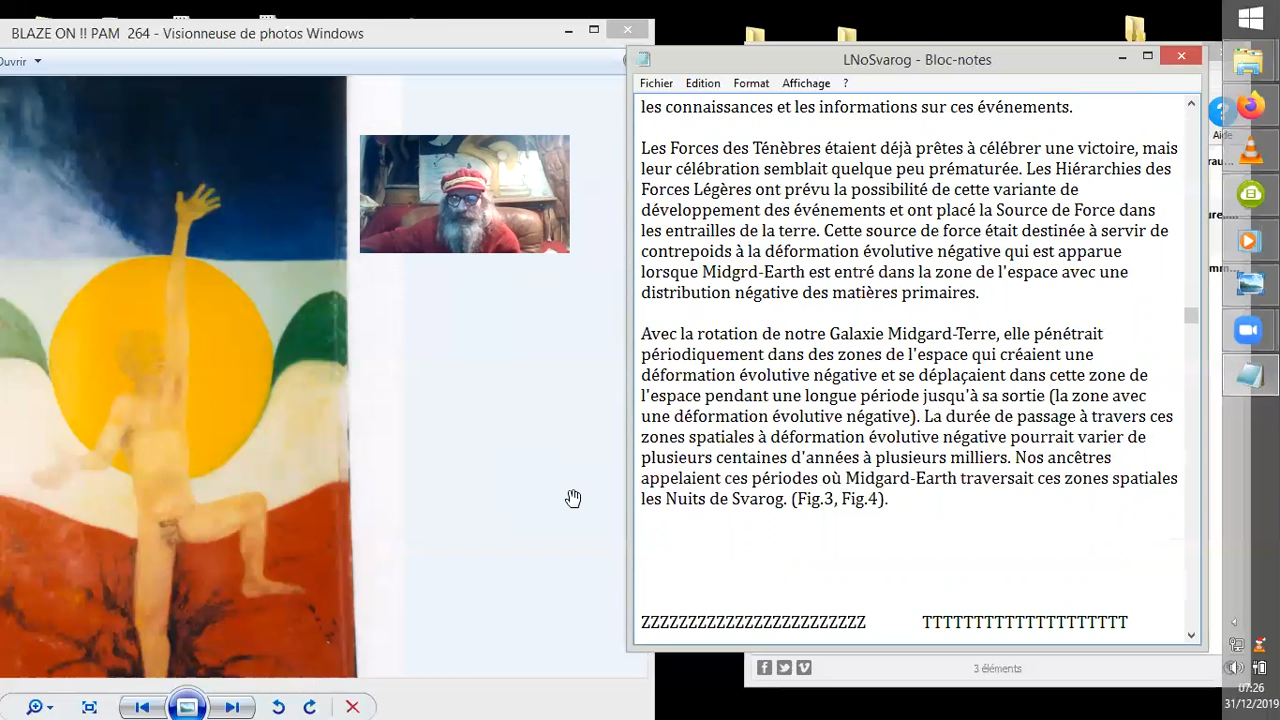 BLAZE ON !! PAM 264 - Visionneuse de photos Windows
Ouvrir
LNoSvarog - Bloc-notes
Fichier Edition Format Affichage ?
les connaissances et les informations sur ces événements.
Les Forces des Ténèbres étaient déjà prêtes à célébrer une victoire, mais
leur célébration semblait quelque peu prématurée. Les Hiérarchies des
Forces Légères ont prévu la possibilité de cette variante de
développement des événements et ont placé la Source de Force dans
les entrailles de la terre. Cette source de force était destinée à servir de
contrepoids à la déformation évolutive négative qui est apparue
lorsque Midgrd-Earth est entré dans la zone de l'espace avec une
distribution négative des matières primaires.
Avec la rotation de notre Galaxie Midgard-Terre, elle pénétrait
périodiquement dans des zones de l'espace qui créaient une
déformation évolutive négative et se déplaçaient dans cette zone de
l'espace pendant une longue période jusqu'à sa sortie (la zone avec
une déformation évolutive négative). La durée de passage à travers ces
zones spatiales à déformation évolutive négative pourrait varier de
plusieurs centaines d'années à plusieurs milliers. Nos ancêtres
appelaient ces périodes où Midgard-Earth traversait ces zones spatiales
les Nuits de Svarog. (Fig.3, Fig.4).
ZZZZZZZZZZZZZZZZZZZZZZZZ TTTTTTTTTTTTTTTTTTTT
3 éléments
Aide
07:26
31/12/2019